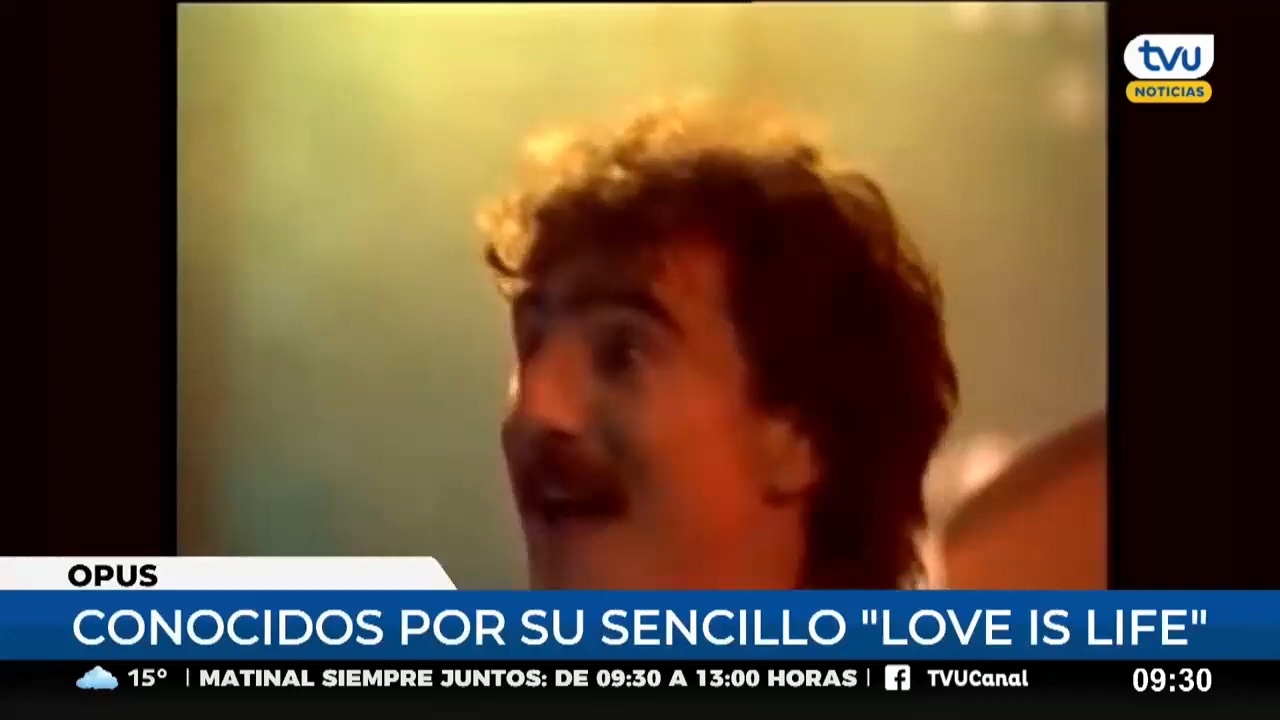 tvu
NOTICIAS
OPUS
CONOCIDOS POR SU SENCILLO "LOVE IS LIFE"
15° | MATINAL SIEMPRE JUNTOS: DE 09:30 A 13:00 HORAS | TVUCanal 09:30